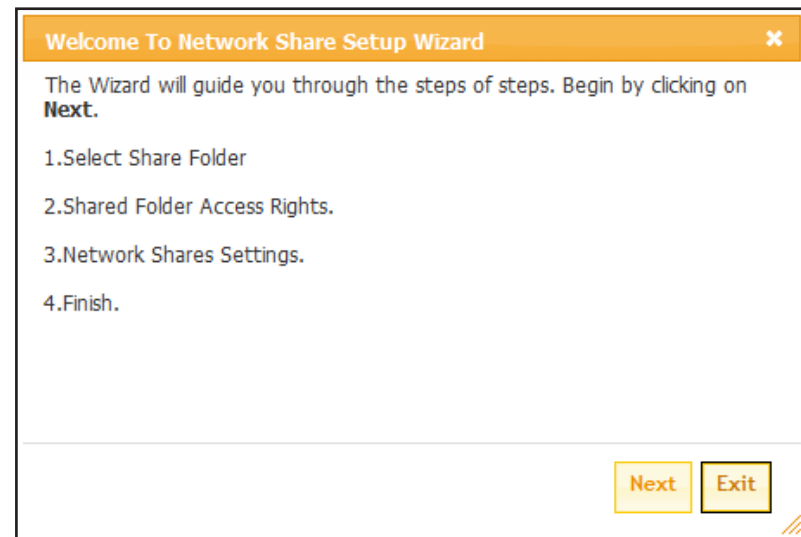 Welcome To Network Share Setup Wizard
The Wizard will guide you through the steps of steps. Begin by clicking on
Next.
1.Select Share Folder
2.Shared Folder Access Rights.
3.Network Shares Settings.
4.Finish.
Next Exit